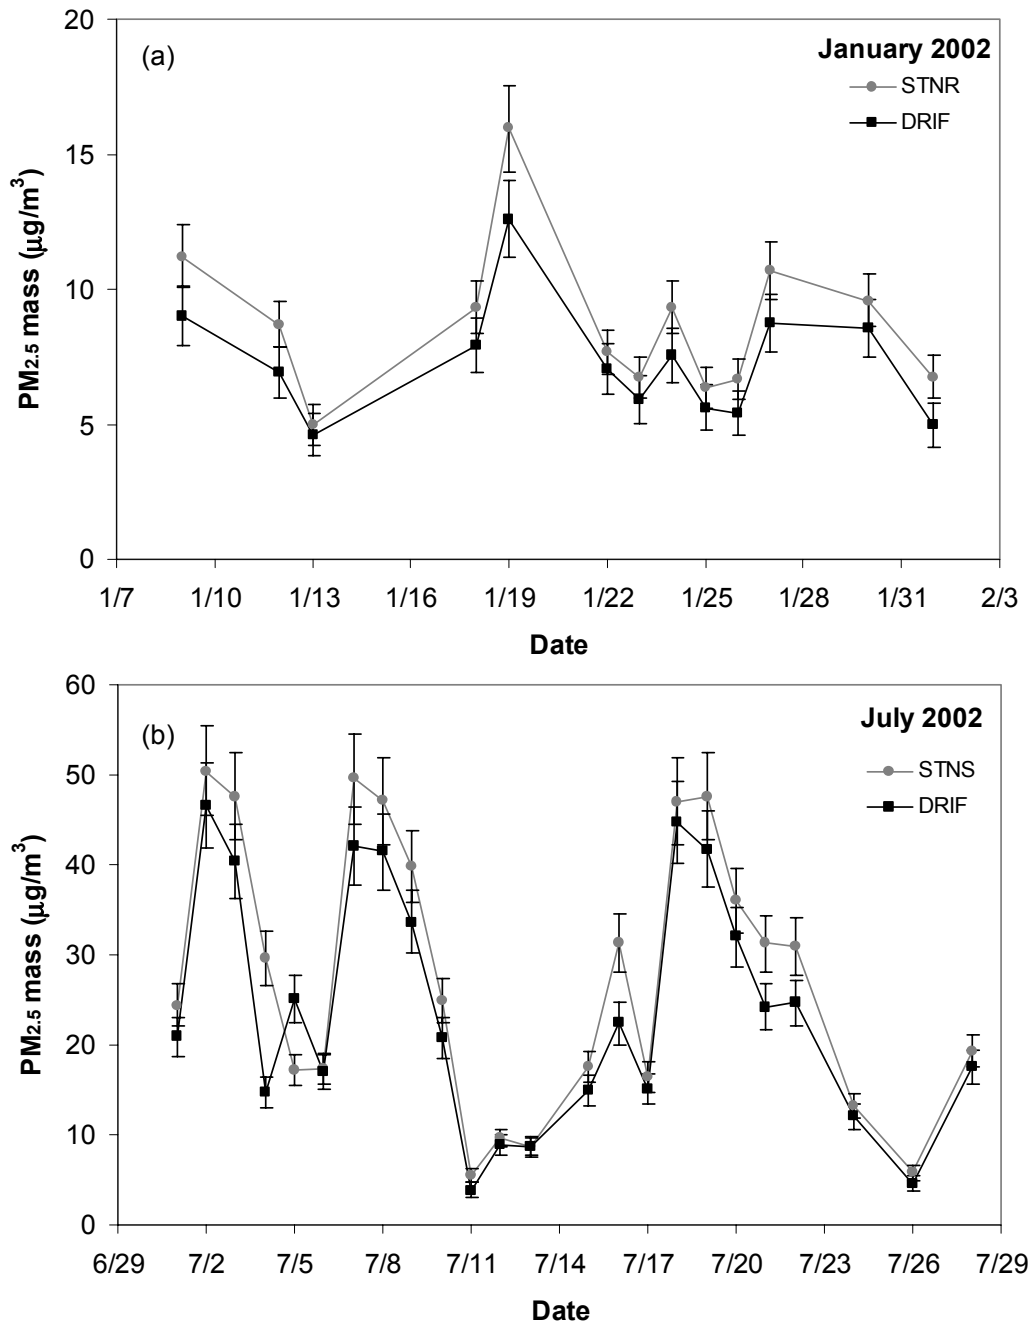 (a)
January 2002
STNR
DRIF
20
15
10
5
0
PM2.5 mass (µg/m3)
1/7 1/10 1/13 1/16 1/19 1/22 1/25 1/28 1/31 2/3
Date
(b)
July 2002
STNS
DRIF
60
50
40
30
20
10
0
PM2.5 mass (µg/m3)
6/29 7/2 7/5 7/8 7/11 7/14 7/17 7/20 7/23 7/26 7/29
Date